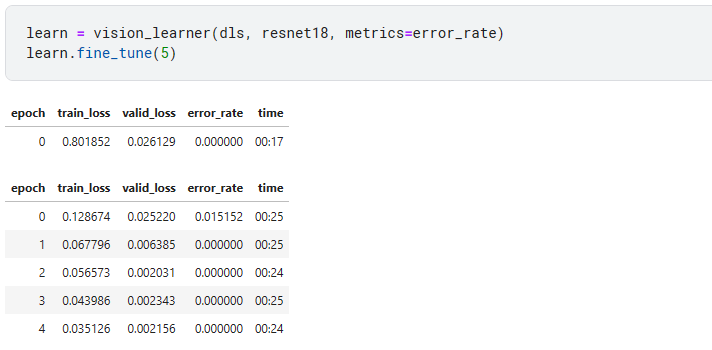 learn = vision_learner(dls, resnet18, metrics=error_rate)
learn.fine_tune(5)
epoch train_loss valid_loss error_rate time
0 0.801852 0.026129 0.000000 00:17
epoch train_loss valid_loss error_rate time
0 0.128674 0.025220 0.015152 00:25
1 0.067796 0.006385 0.000000 00:25
2 0.056573 0.002031 0.000000 00:24
3 0.043986 0.002343 0.000000 00:25
4 0.035126 0.002156 0.000000 00:24